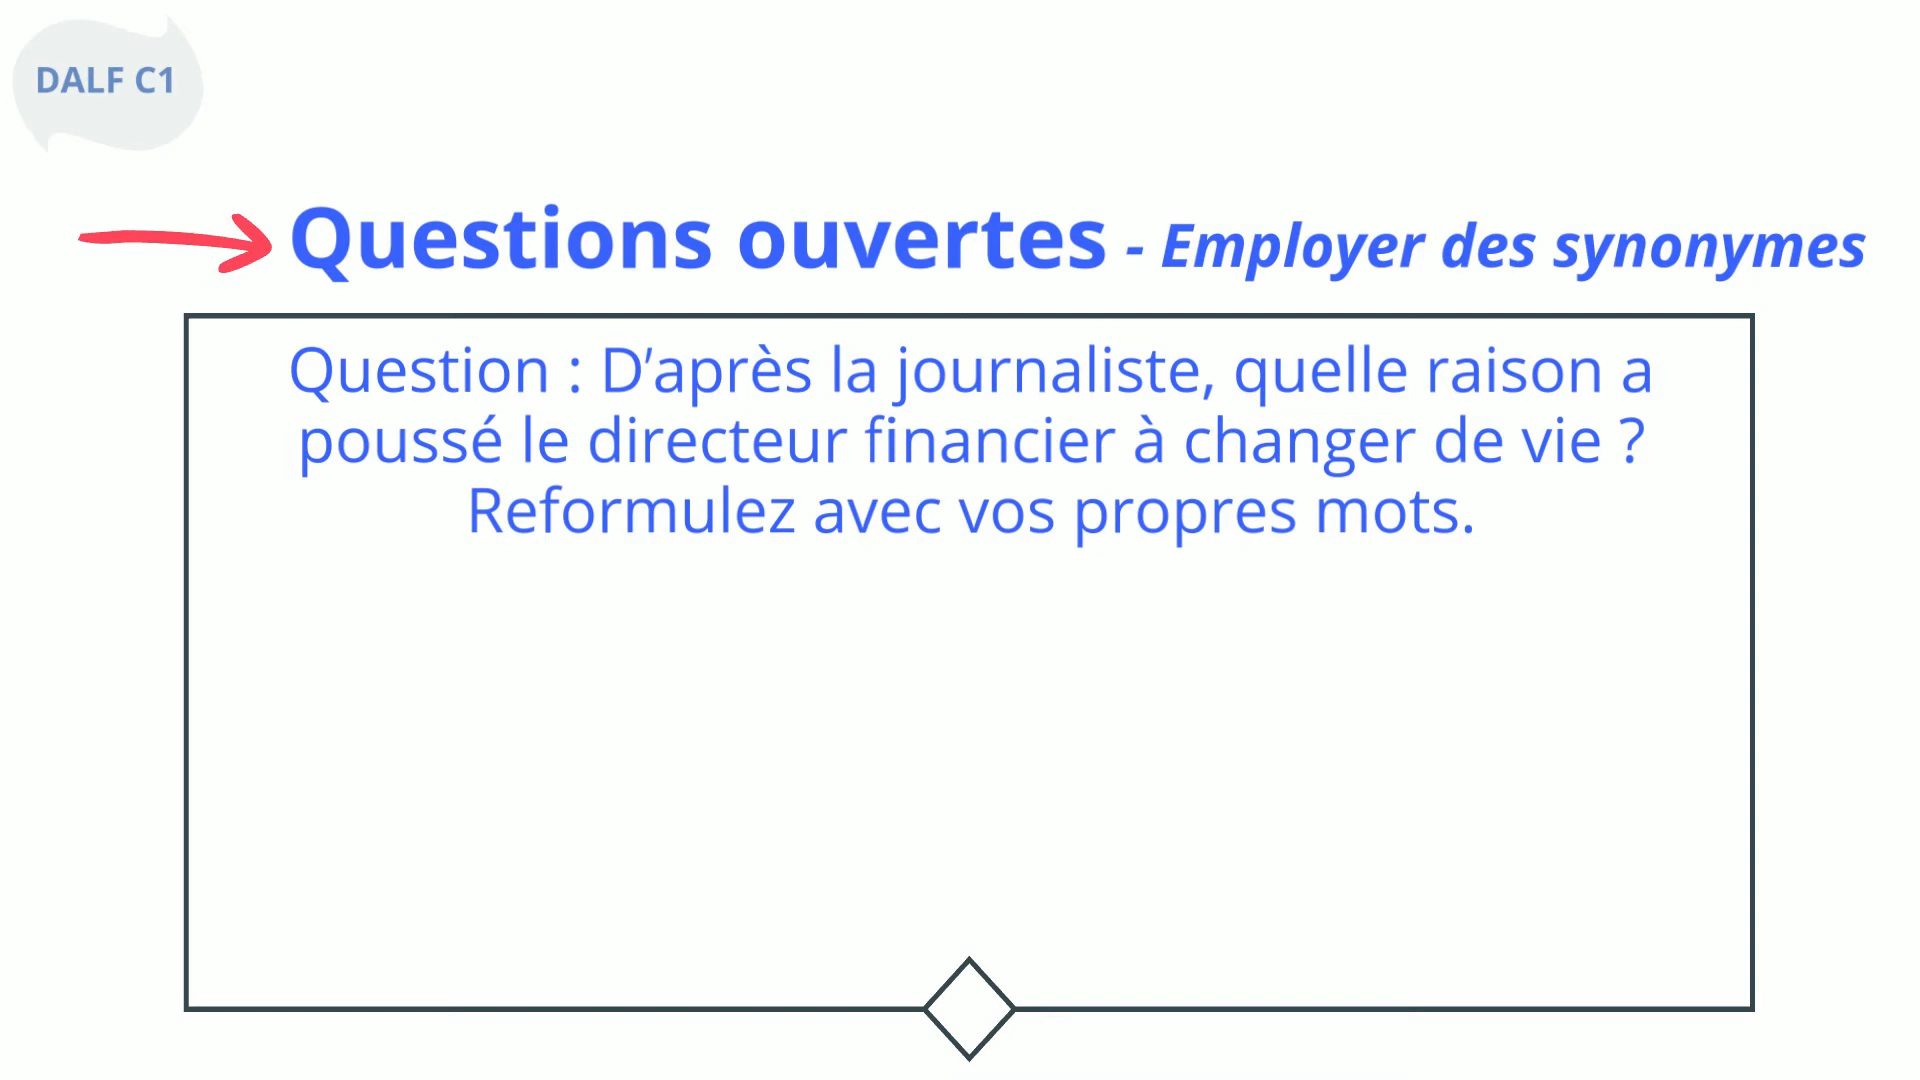 DALF C1
Questions ouvertes - Employer des synonymes
Question : D’après la journaliste, quelle raison a
poussé le directeur financier à changer de vie ?
Reformulez avec vos propres mots.